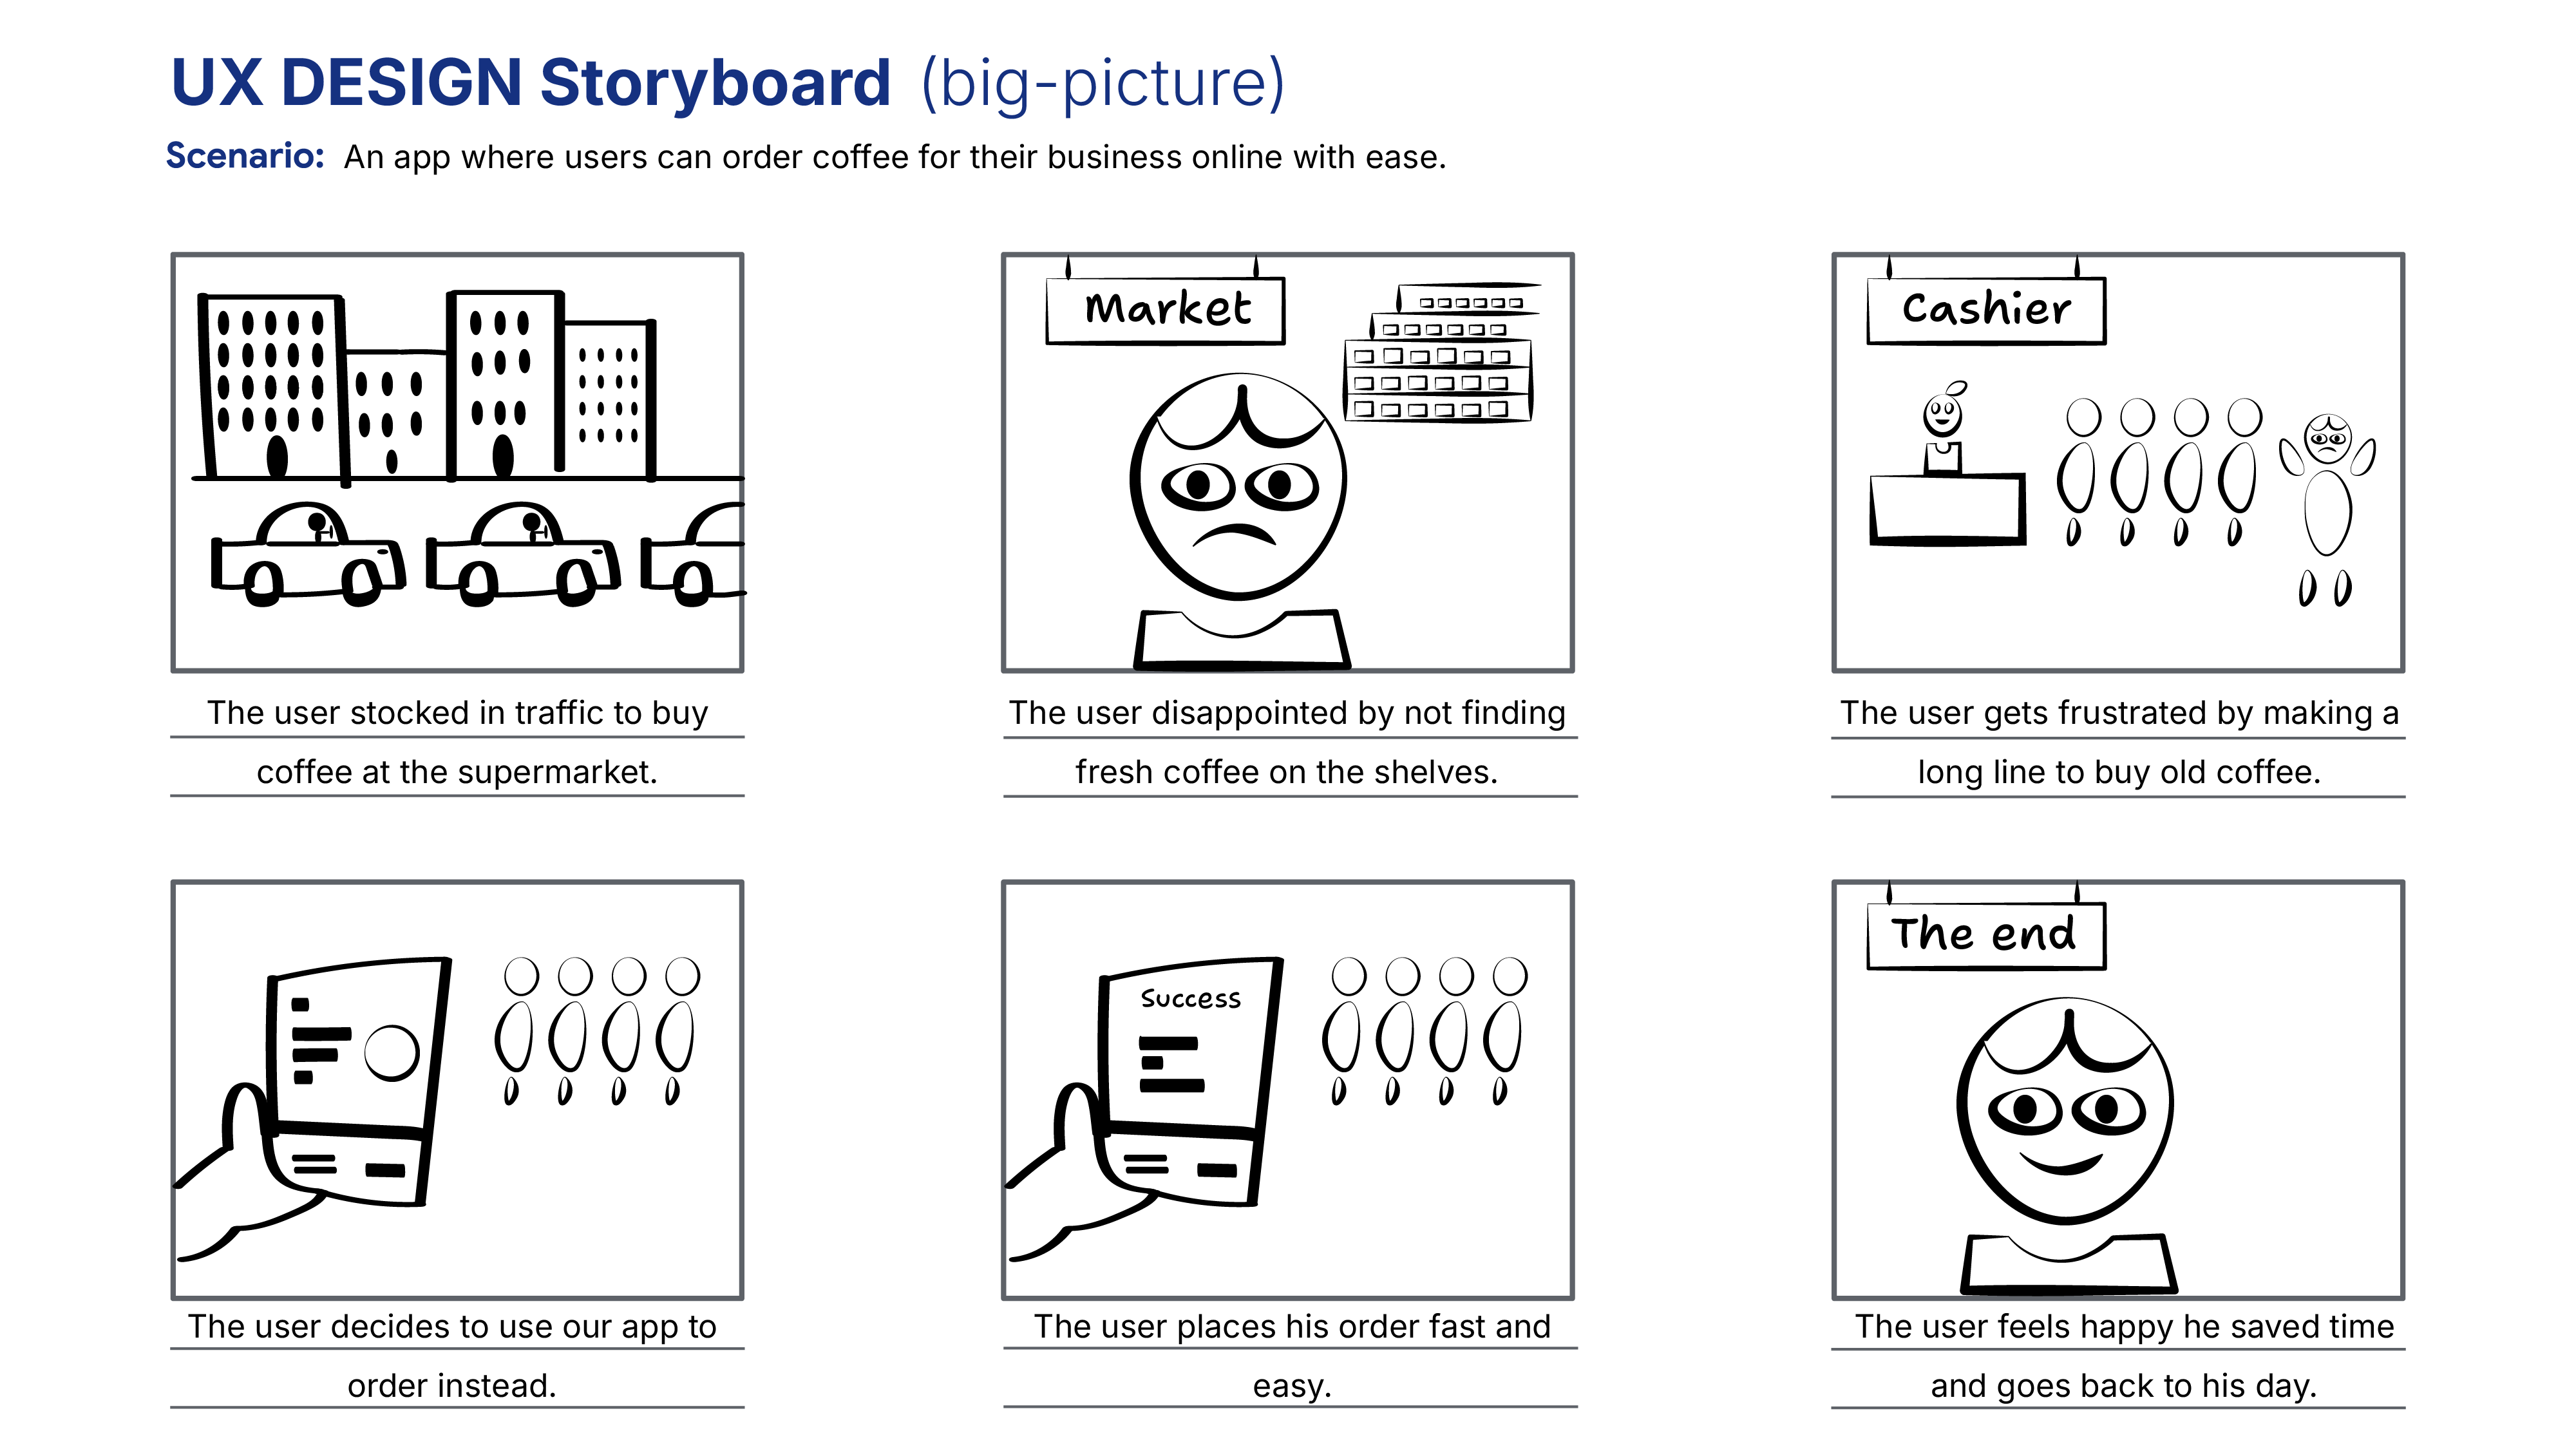 UX DESIGN Storyboard (big-picture)
Scenario: An app where users can order coffee for their business online with ease.
Market
Cashier
The user stocked in traffic to buy
coffee at the supermarket.
The user disappointed by not finding
fresh coffee on the shelves.
The user gets frustrated by making a
long line to buy old coffee.
Success
The end
The user decides to use our app to
order instead.
The user places his order fast and
easy.
The user feels happy he saved time
and goes back to his day.